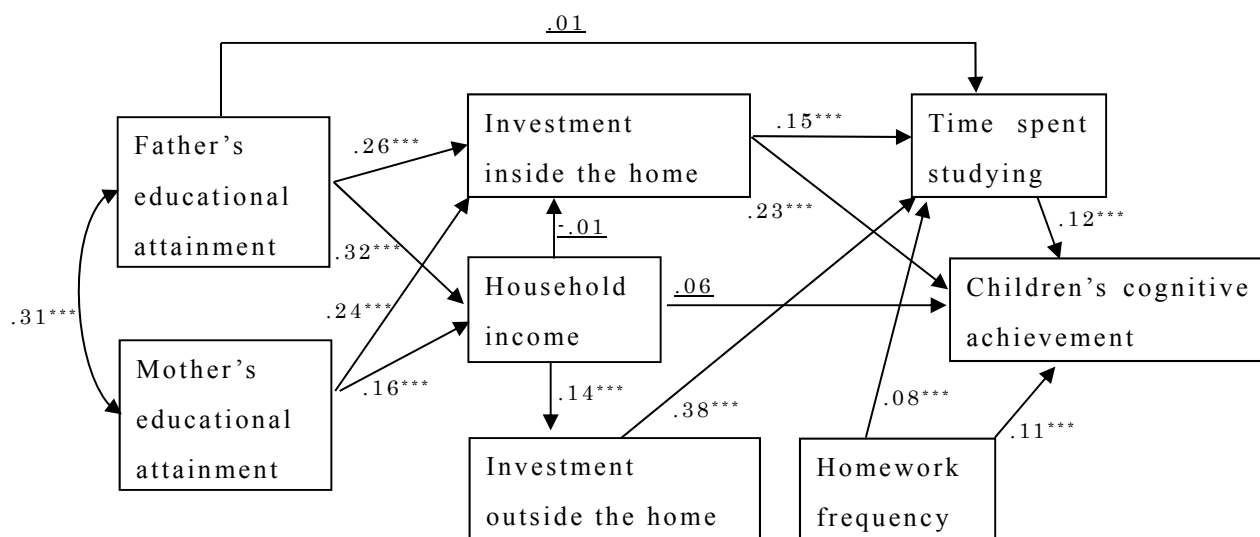 .01
Father's
educational
attainment
Investment
inside the home
Time spent
studying
.26***
.15***
.23***
.12***
-.01
.32***
.31***
.24***
Household
income
.06
Children's cognitive
achievement
Mother's
educational
attainment
.16***
.14***
.38***
.08***
.11***
Investment
outside the home
Homework
frequency